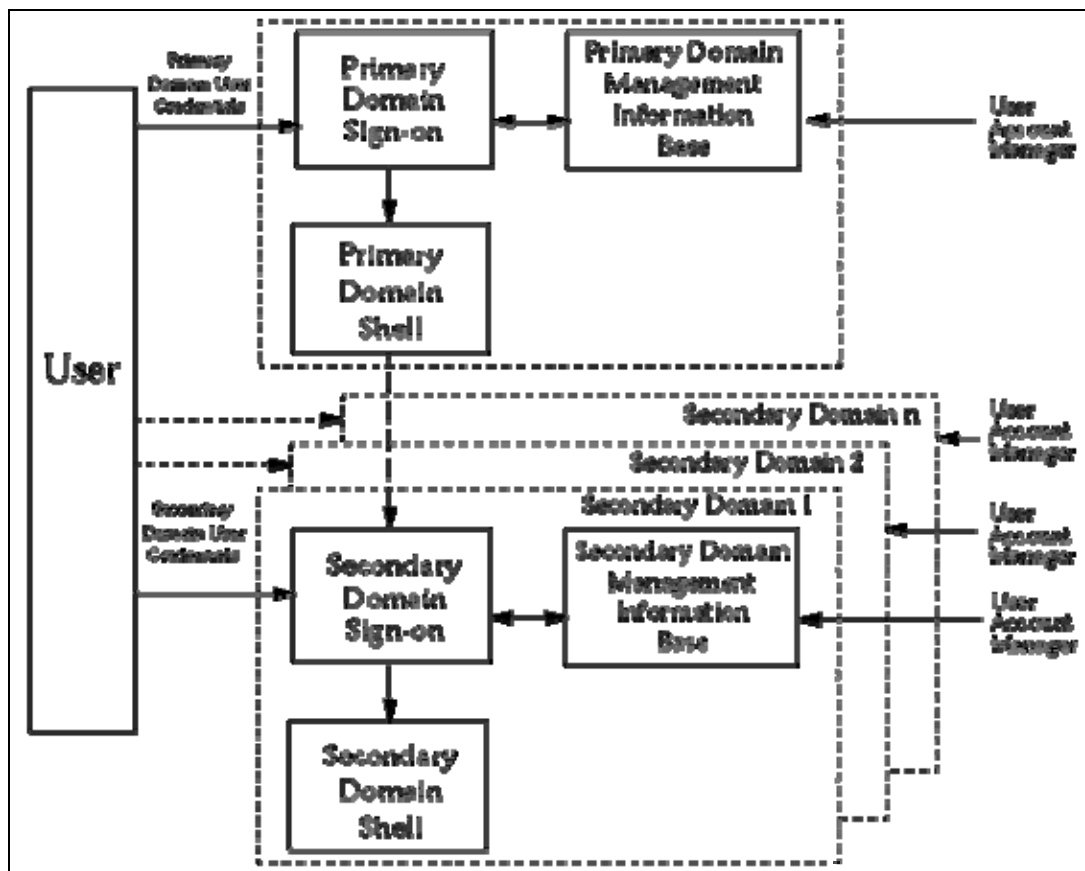 Primary
Domain User
Credentials
Primary
Domain
Sign-on
Primary Domain
Management
Information
Base
User
Account
Manager
Primary
Domain
Shell
User
Secondary Domain n
User
Account
Manager
Secondary Domain 2
Secondary Domain 1
Secondary
Domain User
Credentials
Secondary
Domain
Sign-on
Secondary Domain
Management
Information
Base
User
Account
Manager
User
Account
Manager
Secondary
Domain
Shell